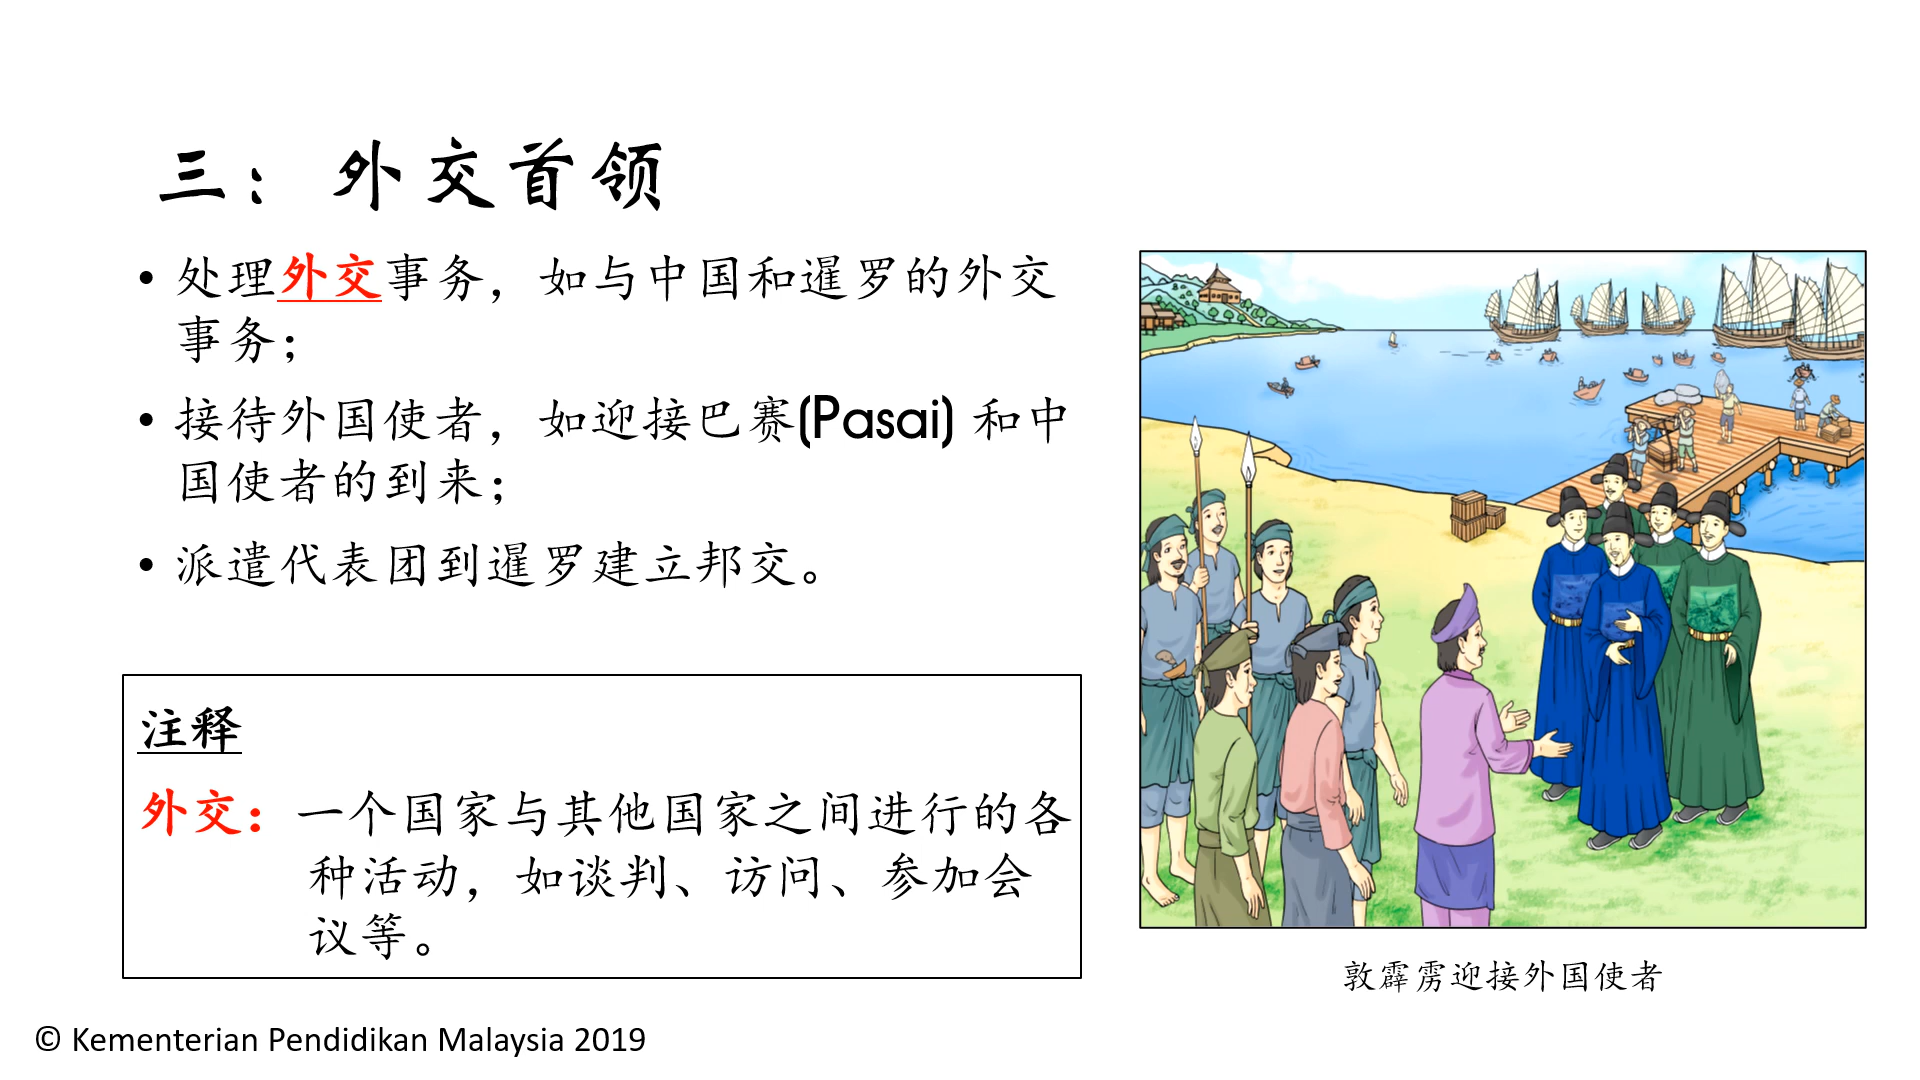 三：外交首领
• 处理外交事务，如与中国和暹罗的外交
事务；
• 接待外国使者，如迎接巴赛(Pasai) 和中
国使者的到来；
• 派遣代表团到暹罗建立邦交。
注释
外交：一个国家与其他国家之间进行的各
种活动，如谈判、访问、参加会
议等。
敦霹雳迎接外国使者
© Kementerian Pendidikan Malaysia 2019